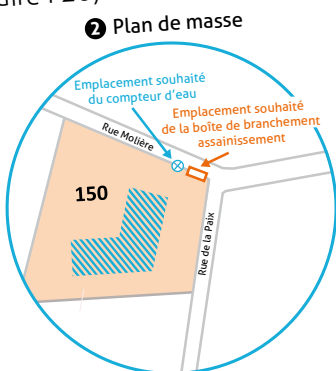 ❷ Plan de masse
Emplacement souhaité
du compteur d'eau
Emplacement souhaité
de la boîte de branchement
assainissement
Rue Molière
150
Rue de la Paix